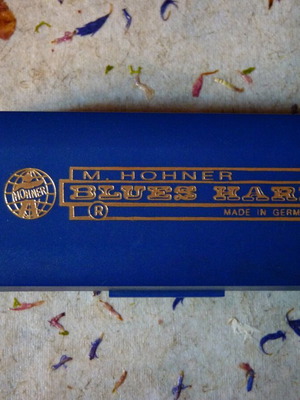 HOHNER
M. HOHNER
BLUES HAR
®
MADE IN GERM